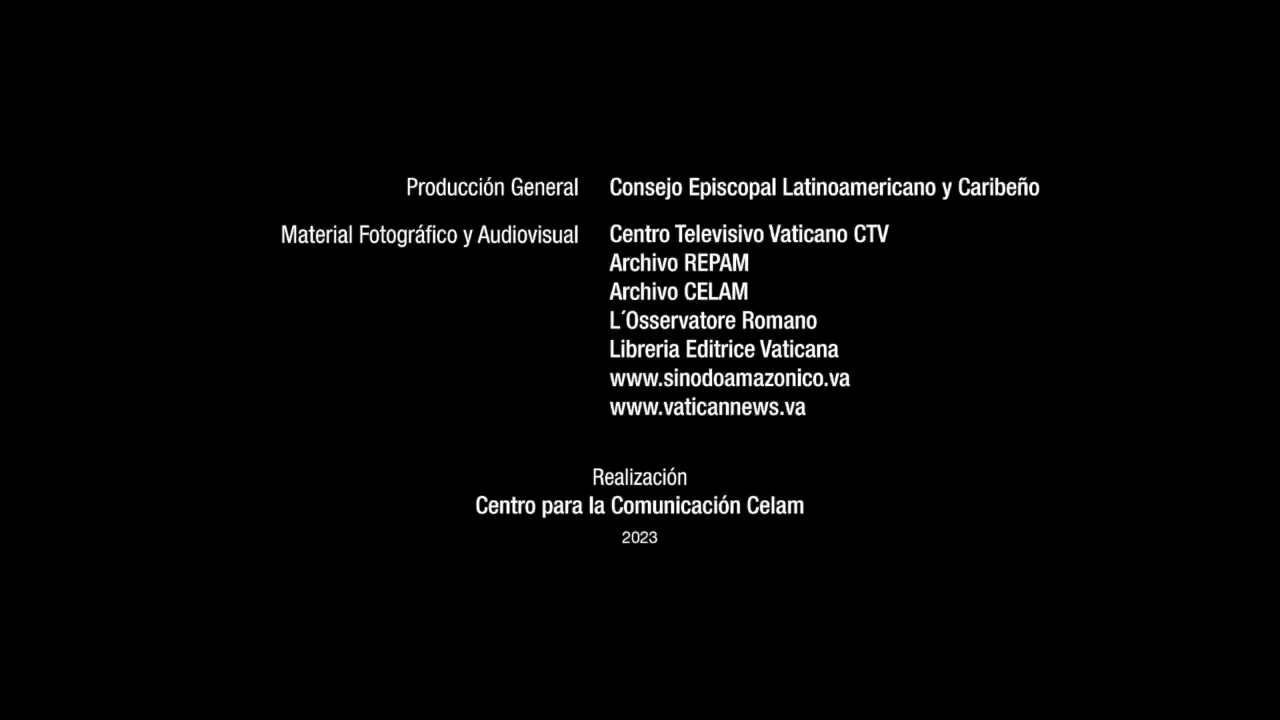 Producción General Consejo Episcopal Latinoamericano y Caribeño
Material Fotográfico y Audiovisual Centro Televisivo Vaticano CTV
Archivo REPAM
Archivo CELAM
L´Osservatore Romano
Libreria Editrice Vaticana
www.sinodoamazonico.va
www.vaticannews.va
Realización
Centro para la Comunicación Celam
2023